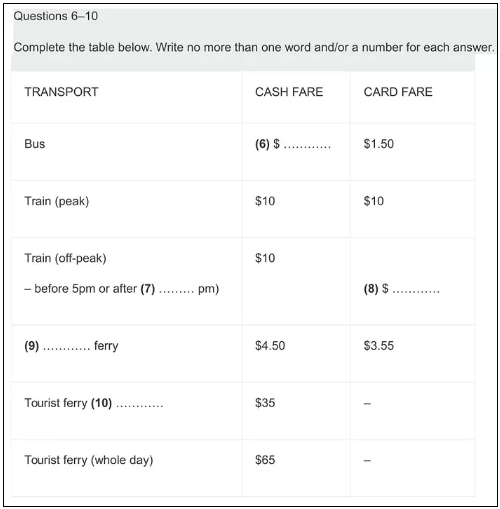 Questions 6–10
Complete the table below. Write no more than one word and/or a number for each answer.
TRANSPORT CASH FARE CARD FARE
Bus (6) $ ............ $1.50
Train (peak) $10 $10
Train (off-peak) $10
– before 5pm or after (7) ......... pm) (8) $ ............
(9) ............ ferry $4.50 $3.55
Tourist ferry (10) ............ $35 –
Tourist ferry (whole day) $65 –